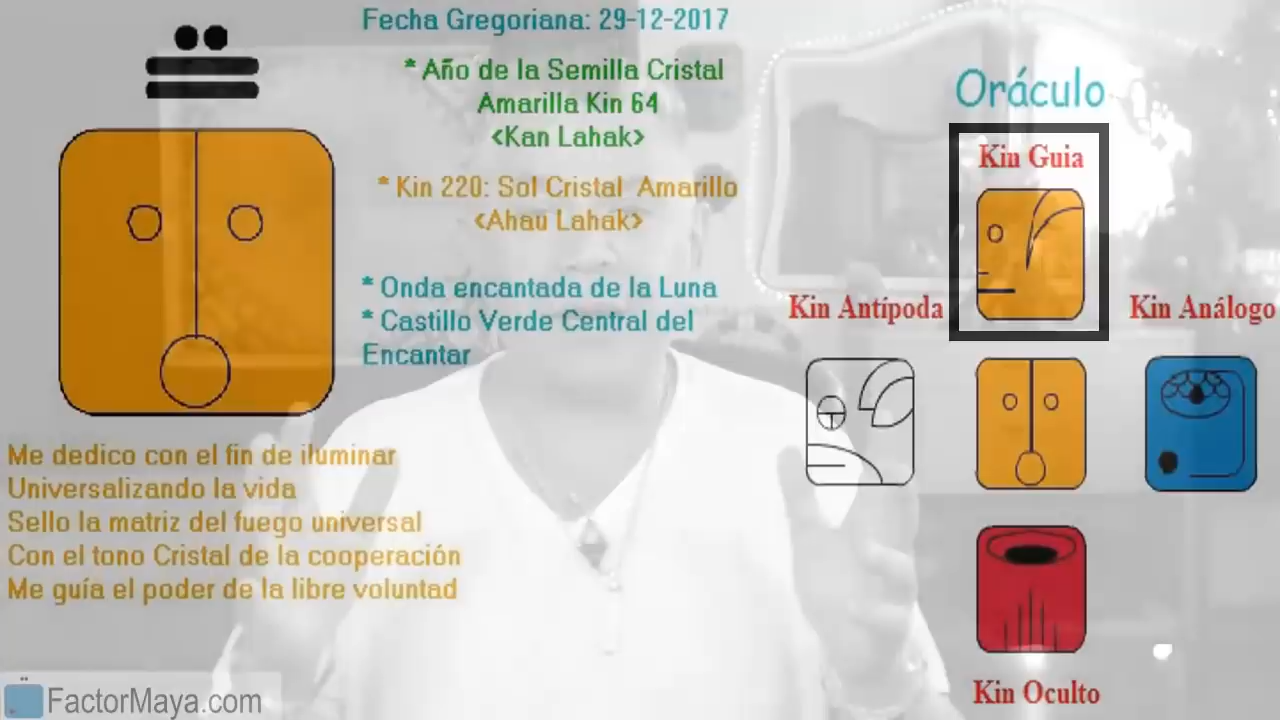 Fecha Gregoriana: 29-12-2017
* Año de la Semilla Cristal
Amarilla Kin 64
<Kan Lahak>
* Kin 220: Sol Cristal Amarillo
<Ahau Lahak>
* Onda encantada de la Luna
* Castillo Verde Central del
Encantar
Me dedico con el fin de iluminar
Universalizando la vida
Sello la matriz del fuego universal
Con el tono Cristal de la cooperación
Me guía el poder de la libre voluntad
FactorMaya.com
Oráculo
Kin Guia
Kin Antípoda
Kin Análogo
Kin Oculto